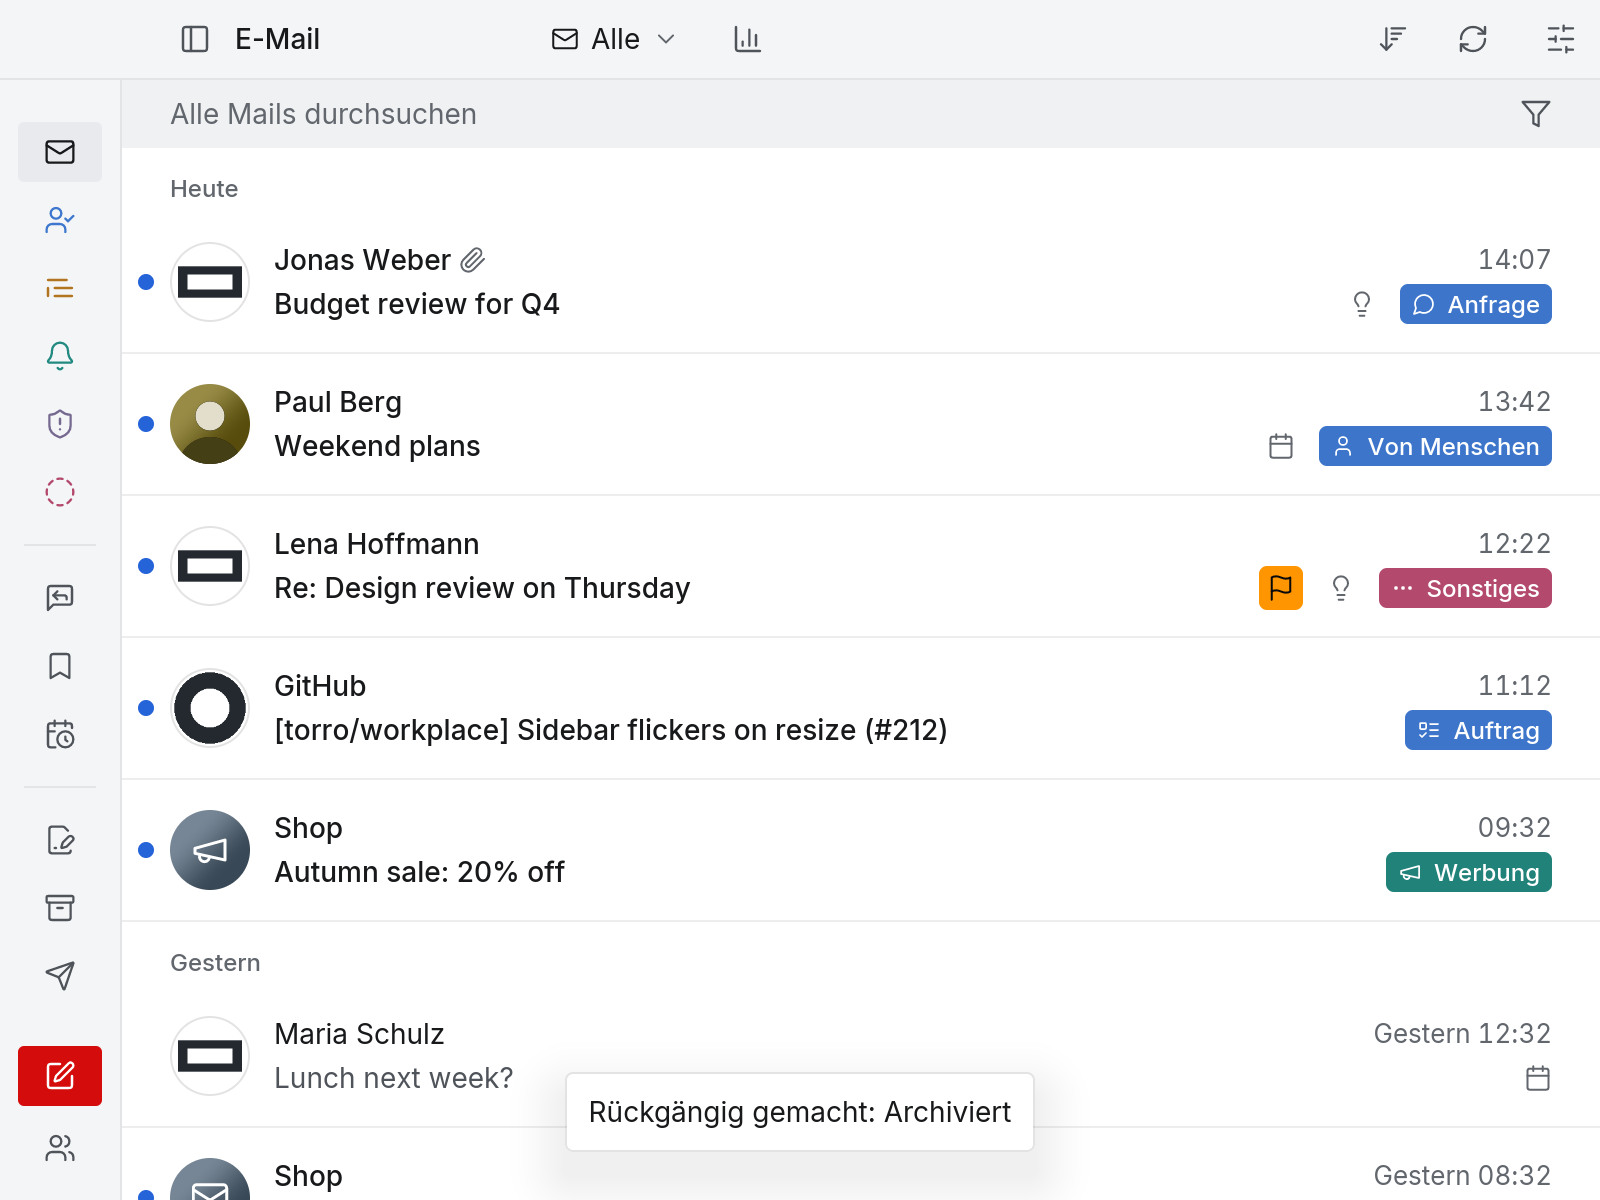 E-Mail
Alle
Alle Mails durchsuchen
Heute
Jonas Weber
14:07
Budget review for Q4
Anfrage
Paul Berg
13:42
Weekend plans
Von Menschen
Lena Hoffmann
12:22
Re: Design review on Thursday
Sonstiges
GitHub
11:12
[torro/workplace] Sidebar flickers on resize (#212)
Auftrag
Shop
09:32
Autumn sale: 20% off
Werbung
Gestern
Maria Schulz
Gestern 12:32
Lunch next week?
Rückgängig gemacht: Archiviert
Shop
Gestern 08:32